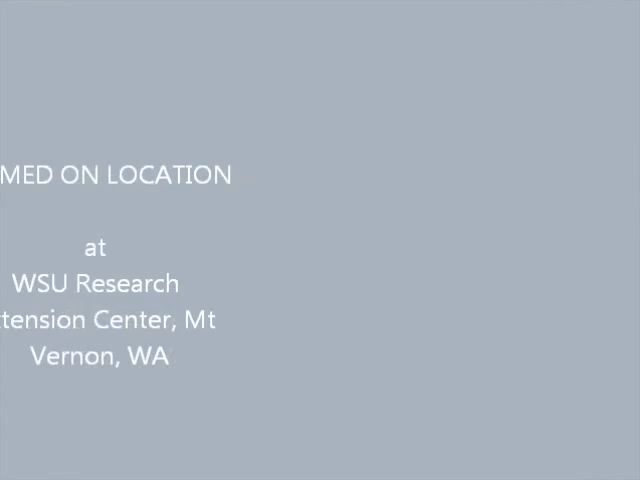 MED ON LOCATION
at
WSU Research
tension Center, Mt
Vernon, WA